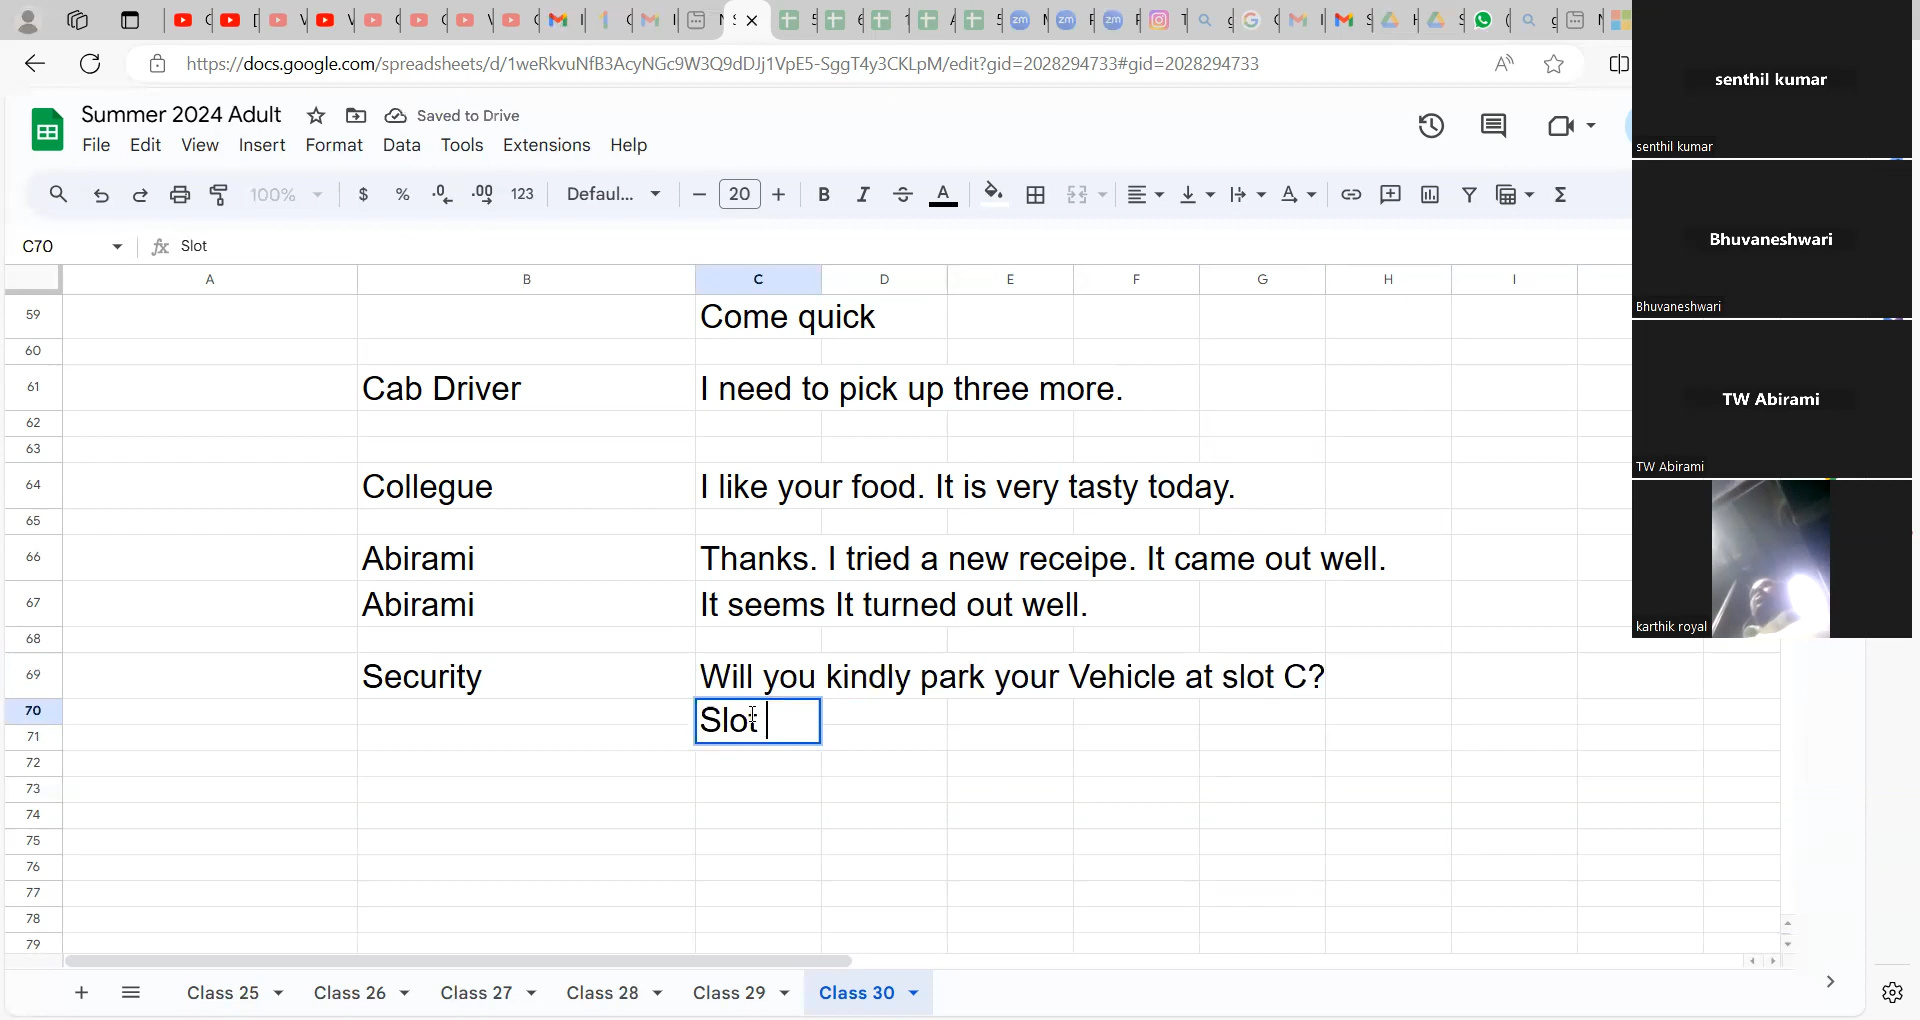 https://docs.google.com/spreadsheets/d/1weRkvuNfB3AcyNGc9W3Q9dDJj1VpE5-SggT4y3CKLpM/edit?gid=2028294733#gid=2028294733
Summer 2024 Adult
Saved to Drive
File Edit View Insert Format Data Tools Extensions Help
100% $ % .0 .00 123 Defaul... 20 B I A
C70 fx Slot
A B C D E F G H I
59 Come quick
60
61 Cab Driver I need to pick up three more.
62
63
64 Collegue I like your food. It is very tasty today.
65
66 Abirami Thanks. I tried a new receipe. It came out well.
67 Abirami It seems It turned out well.
68
69 Security Will you kindly park your Vehicle at slot C?
70 Slot
71
72
73
74
75
76
77
78
79
Class 25 Class 26 Class 27 Class 28 Class 29 Class 30
senthil kumar
senthil kumar
Bhuvaneshwari
Bhuvaneshwari
TW Abirami
TW Abirami
karthik royal